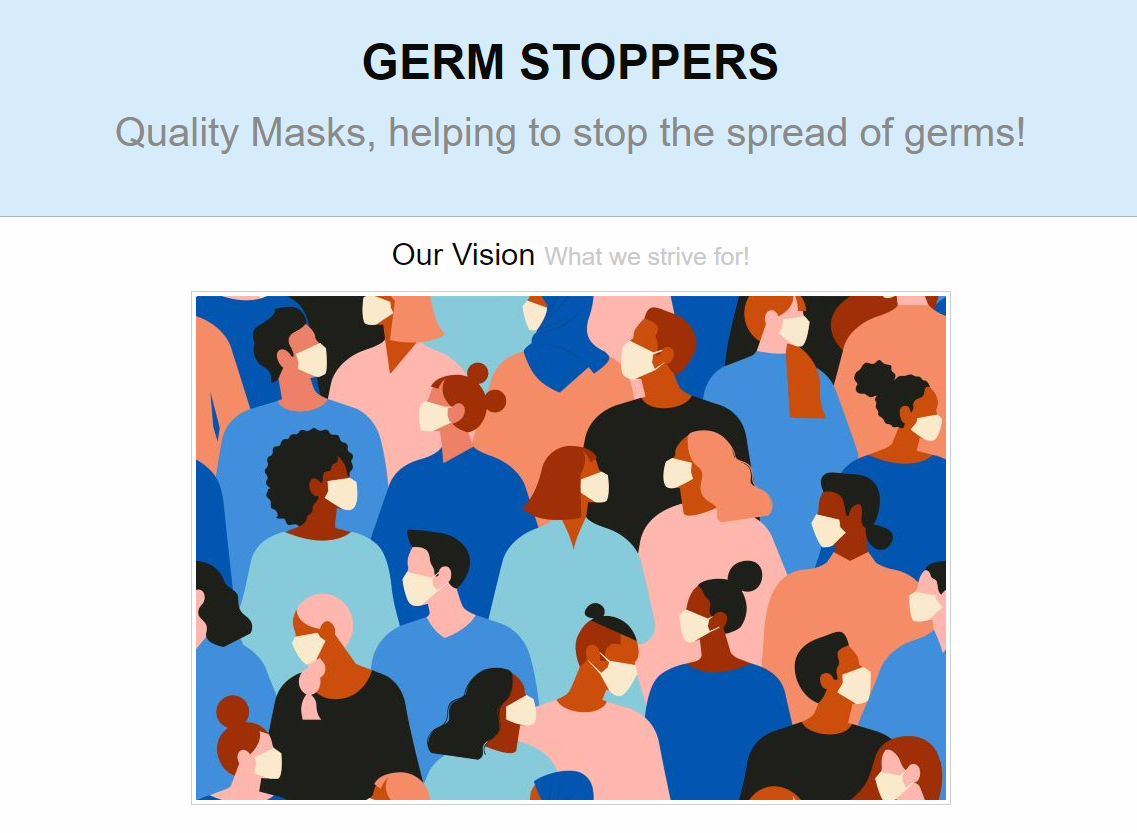 GERM STOPPERS
Quality Masks, helping to stop the spread of germs!
Our Vision What we strive for!